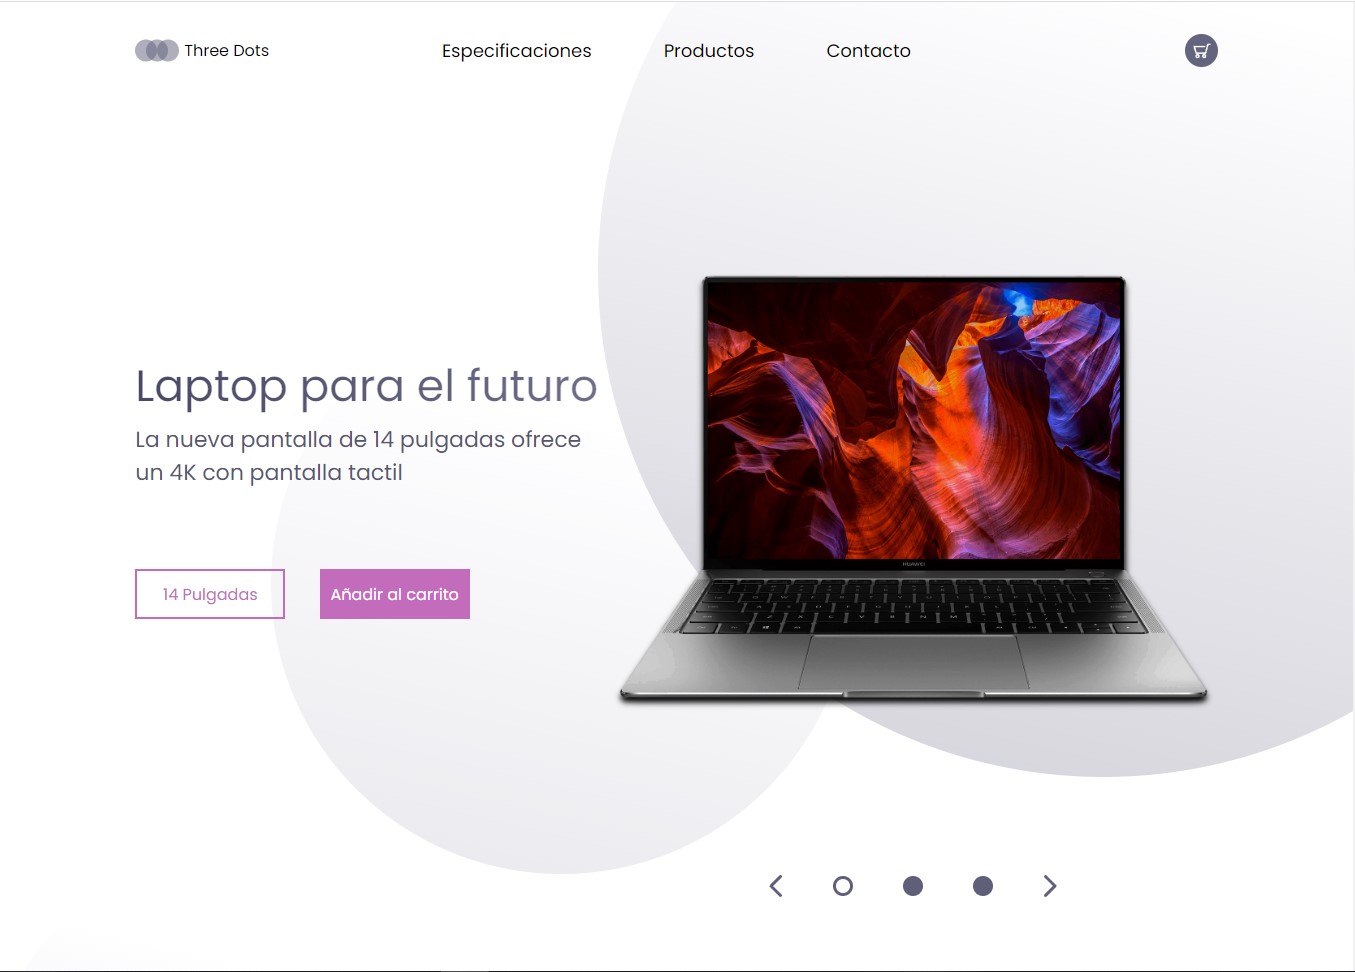 Three Dots
Especificaciones
Productos
Contacto
Laptop para el futuro
La nueva pantalla de 14 pulgadas ofrece
un 4K con pantalla tactil
14 Pulgadas
Añadir al carrito
HUAWEI